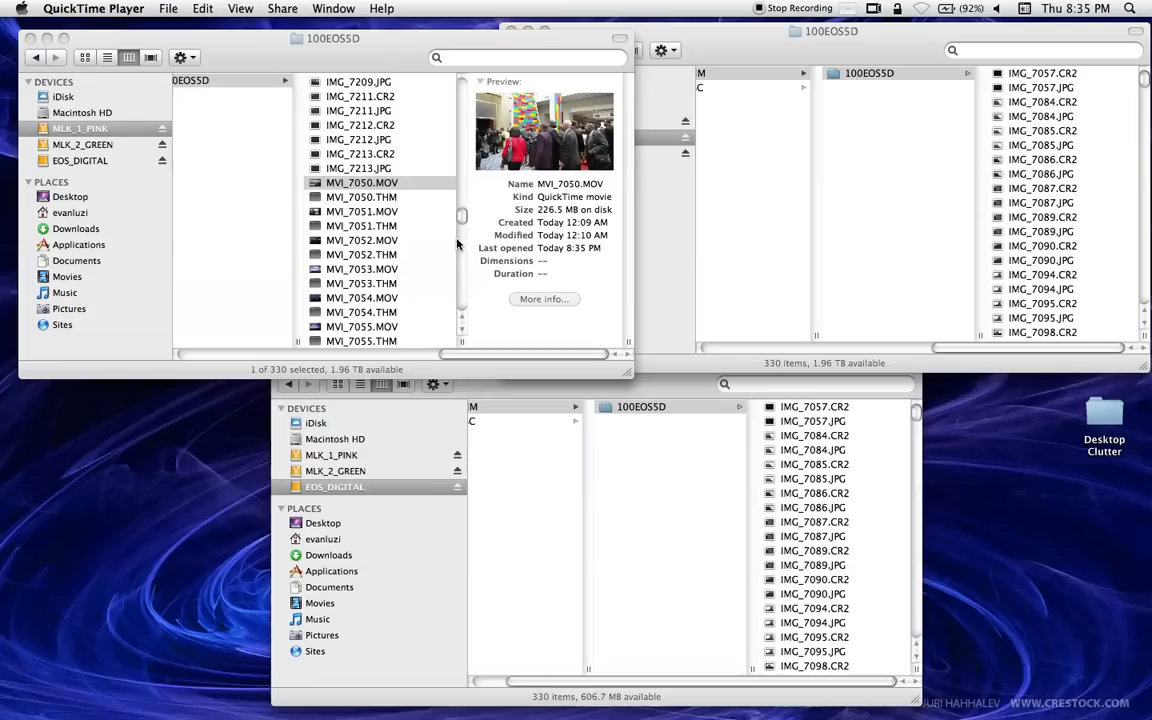 QuickTime Player File Edit View Share Window Help
Stop Recording (92%) Thu 8:35 PM
100EOS5D
DEVICES
iDisk
Macintosh HD
MLK_1_PINK
MLK_2_GREEN
EOS_DIGITAL
PLACES
Desktop
evanluzi
Downloads
Applications
Documents
Movies
Music
Pictures
Sites
00EOS5D
IMG_7209.JPG
IMG_7211.CR2
IMG_7211.JPG
IMG_7212.CR2
IMG_7212.JPG
IMG_7213.CR2
IMG_7213.JPG
MVI_7050.MOV
MVI_7050.THM
MVI_7051.MOV
MVI_7051.THM
MVI_7052.MOV
MVI_7052.THM
MVI_7053.MOV
MVI_7053.THM
MVI_7054.MOV
MVI_7054.THM
MVI_7055.MOV
MVI_7055.THM
Preview:
Name MVI_7050.MOV
Kind QuickTime movie
Size 226.5 MB on disk
Created Today 12:09 AM
Modified Today 12:10 AM
Last opened Today 8:35 PM
Dimensions --
Duration --
More info...
1 of 330 selected, 1.96 TB available
100EOS5D
M
C
100EOS5D
IMG_7057.CR2
IMG_7057.JPG
IMG_7084.CR2
IMG_7084.JPG
IMG_7085.CR2
IMG_7085.JPG
IMG_7086.CR2
IMG_7086.JPG
IMG_7087.CR2
IMG_7087.JPG
IMG_7089.CR2
IMG_7089.JPG
IMG_7090.CR2
IMG_7090.JPG
IMG_7094.CR2
IMG_7094.JPG
IMG_7095.CR2
IMG_7095.JPG
IMG_7098.CR2
330 items, 1.96 TB available
DEVICES
iDisk
Macintosh HD
MLK_1_PINK
MLK_2_GREEN
EOS_DIGITAL
PLACES
Desktop
evanluzi
Downloads
Applications
Documents
Movies
Music
Pictures
Sites
M
C
100EOS5D
IMG_7057.CR2
IMG_7057.JPG
IMG_7084.CR2
IMG_7084.JPG
IMG_7085.CR2
IMG_7085.JPG
IMG_7086.CR2
IMG_7086.JPG
IMG_7087.CR2
IMG_7087.JPG
IMG_7089.CR2
IMG_7089.JPG
IMG_7090.CR2
IMG_7090.JPG
IMG_7094.CR2
IMG_7094.JPG
IMG_7095.CR2
IMG_7095.JPG
IMG_7098.CR2
330 items, 606.7 MB available
Desktop
Clutter
WWW.CRESTOCK.COM